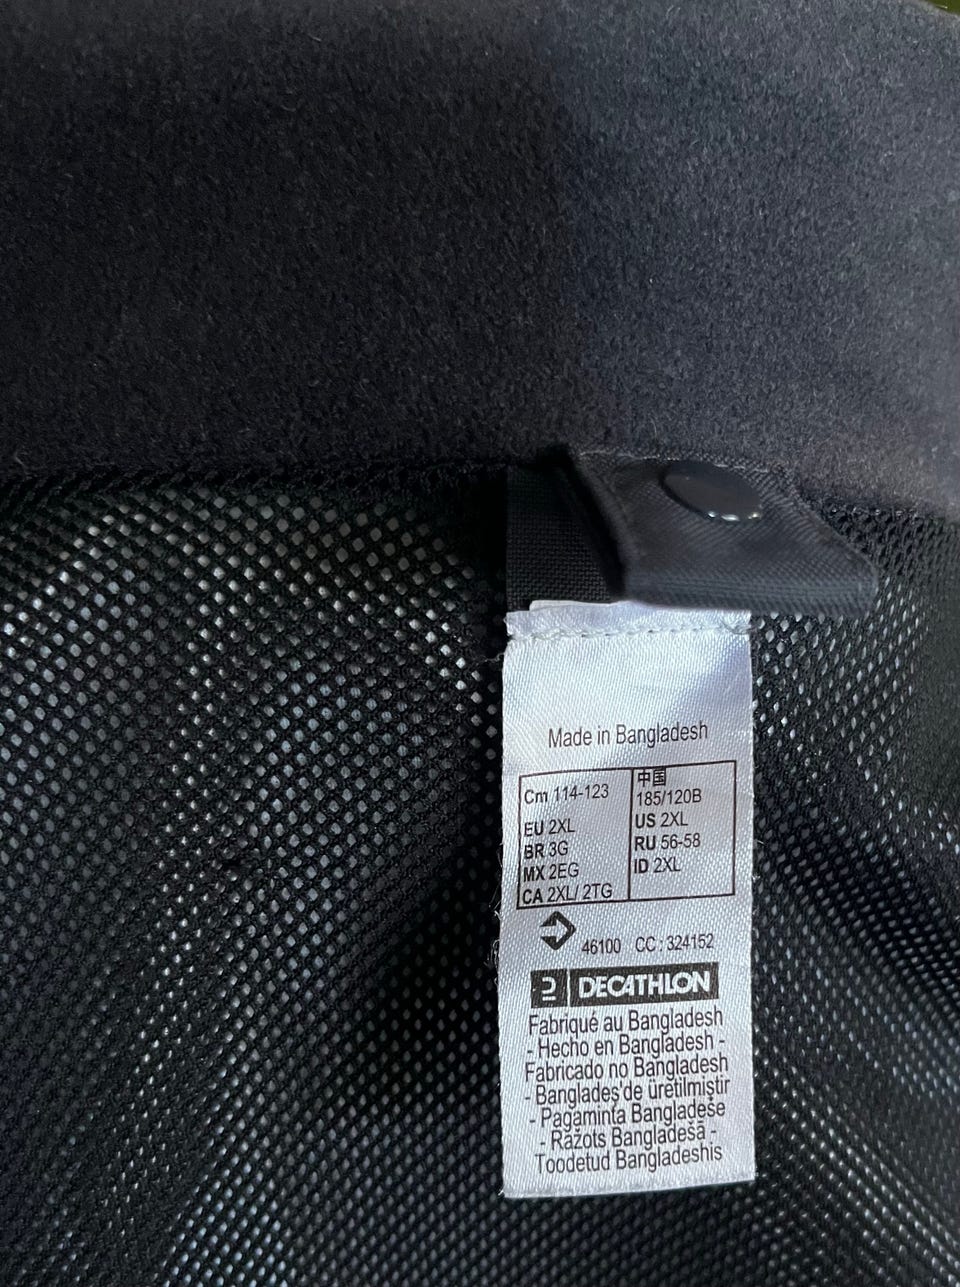 Made in Bangladesh
Cm 114-123
EU 2XL
BR 3G
MX 2EG
CA 2XL/ 2TG
中国
185/120B
US 2XL
RU 56-58
ID 2XL
46100 CC : 324152
DECATHLON
Fabriqué au Bangladesh
- Hecho en Bangladesh -
Fabricado no Bangladesh
- Bangladeş'de üretilmiştir
- Pagaminta Bangladeše
- Ražots Bangladešā -
Toodetud Bangladeshis